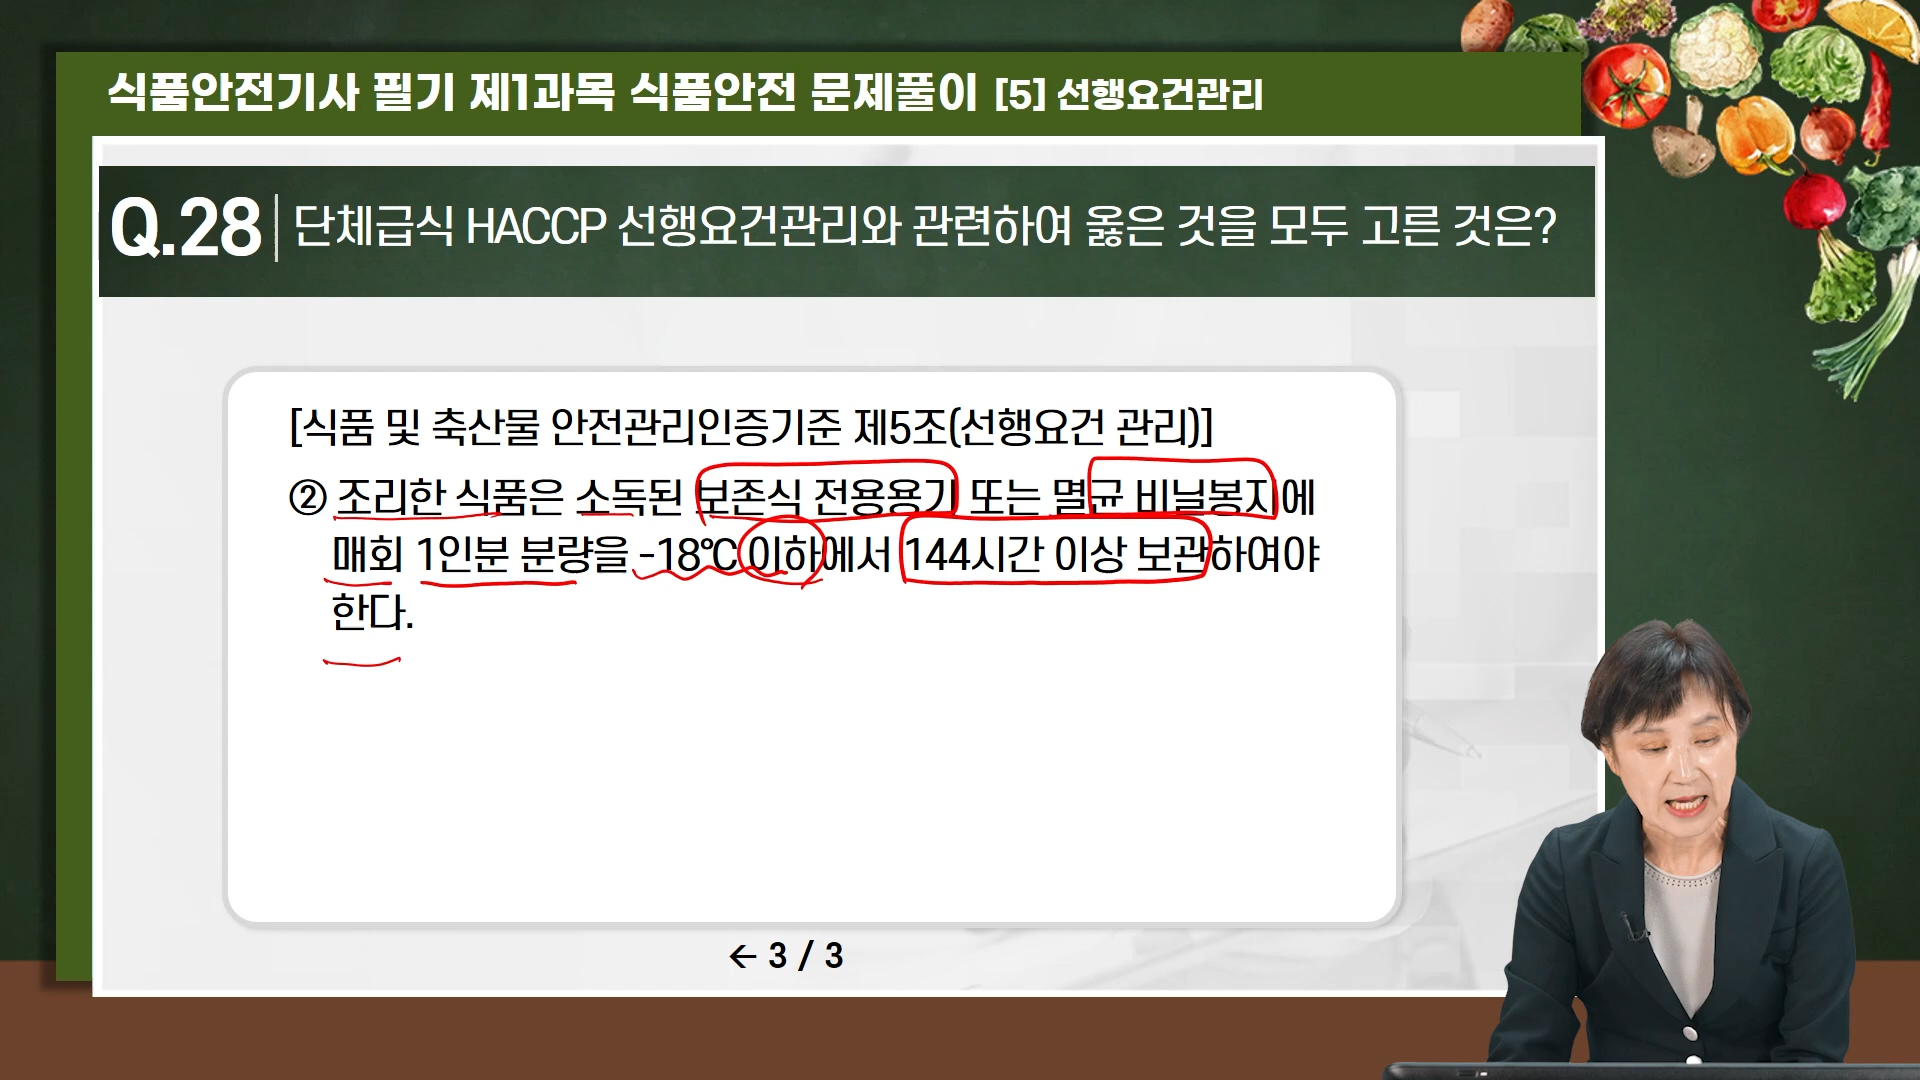 식품안전기사 필기 제1과목 식품안전 문제풀이 [5] 선행요건관리
Q.28 단체급식 HACCP 선행요건관리와 관련하여 옳은 것을 모두 고른 것은?
[식품 및 축산물 안전관리인증기준 제5조(선행요건 관리)]
② 조리한 식품은 소독된 보존식 전용용기 또는 멸균 비닐봉지에
매회 1인분 분량을 -18℃ 이하에서 144시간 이상 보관하여야
한다.
← 3 / 3